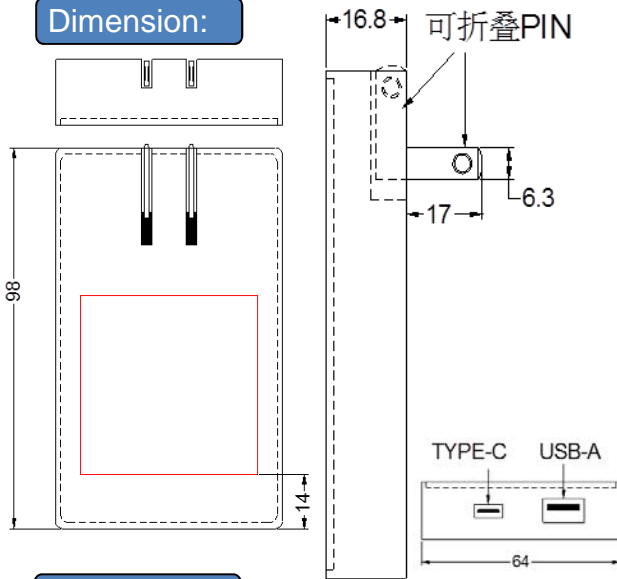 Dimension:
16.8
可折叠PIN
6.3
17
98
14
TYPE-C USB-A
64